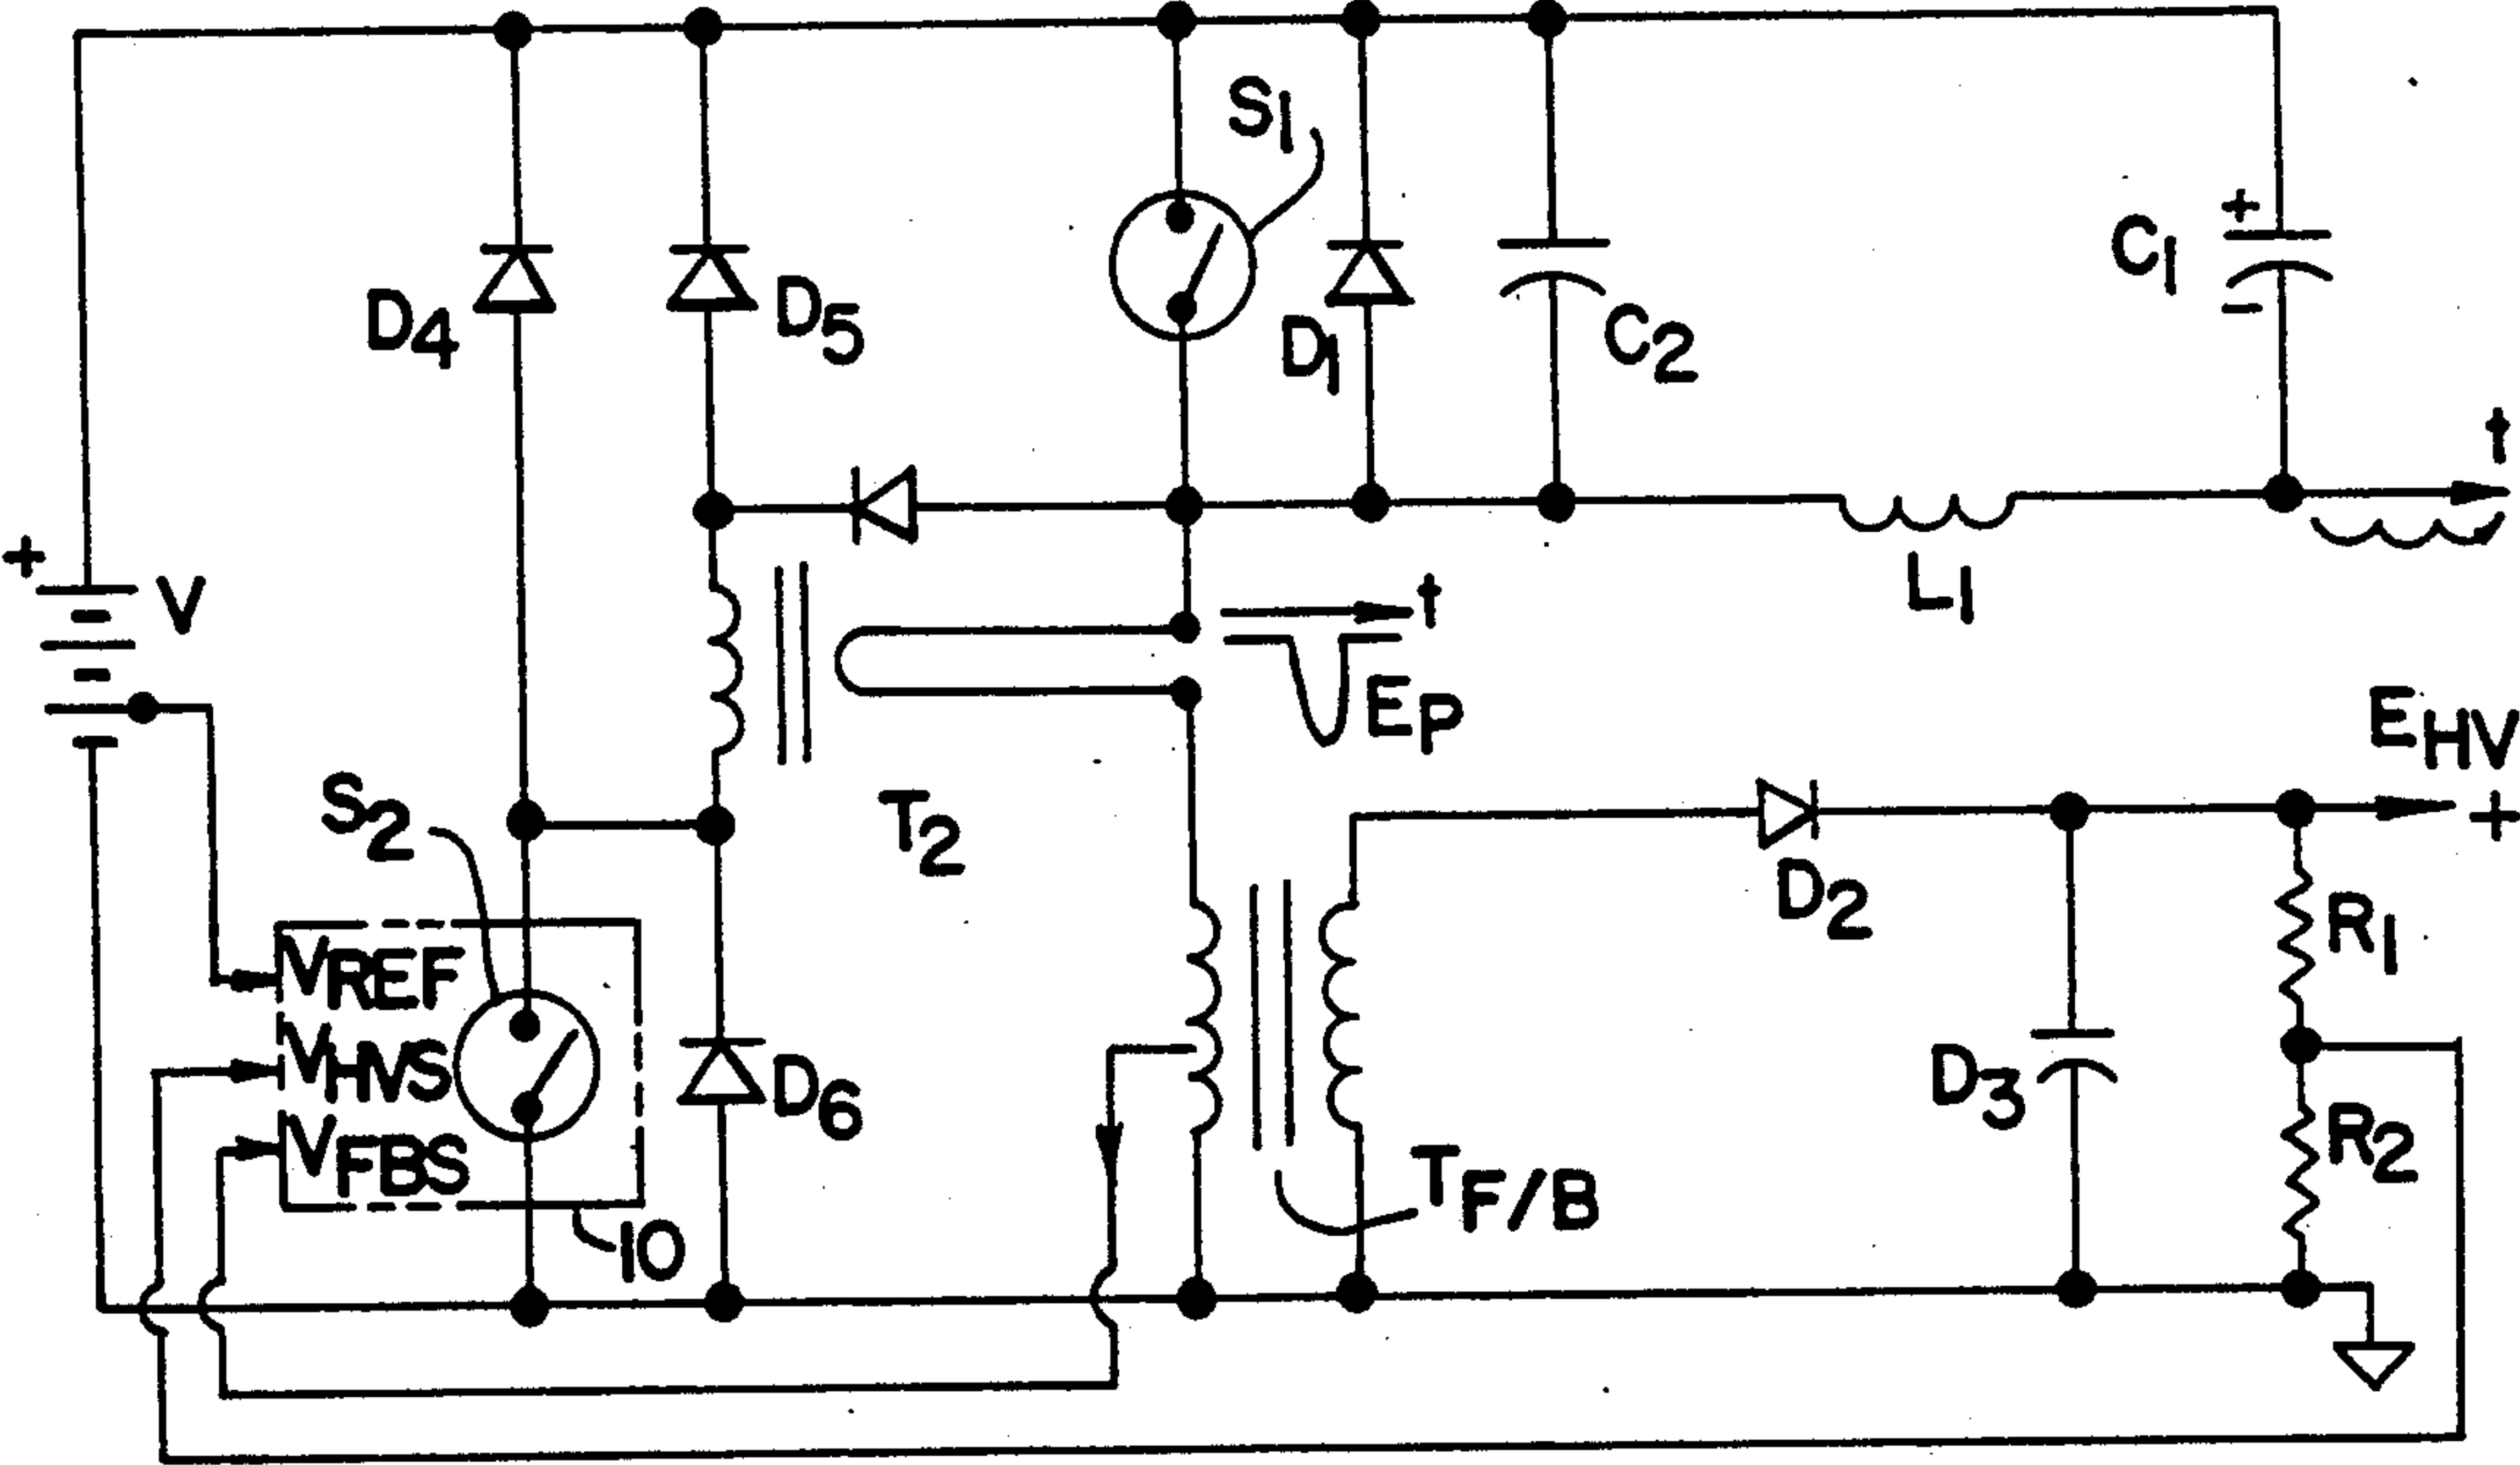 S1
C1
+
-
D4
D5
D1
C2
t
+
V
L1
t
EP
EHV
+
S2
T2
D2
R1
VREF
VHVS
VFBS
D6
D3
R2
TF/B
10